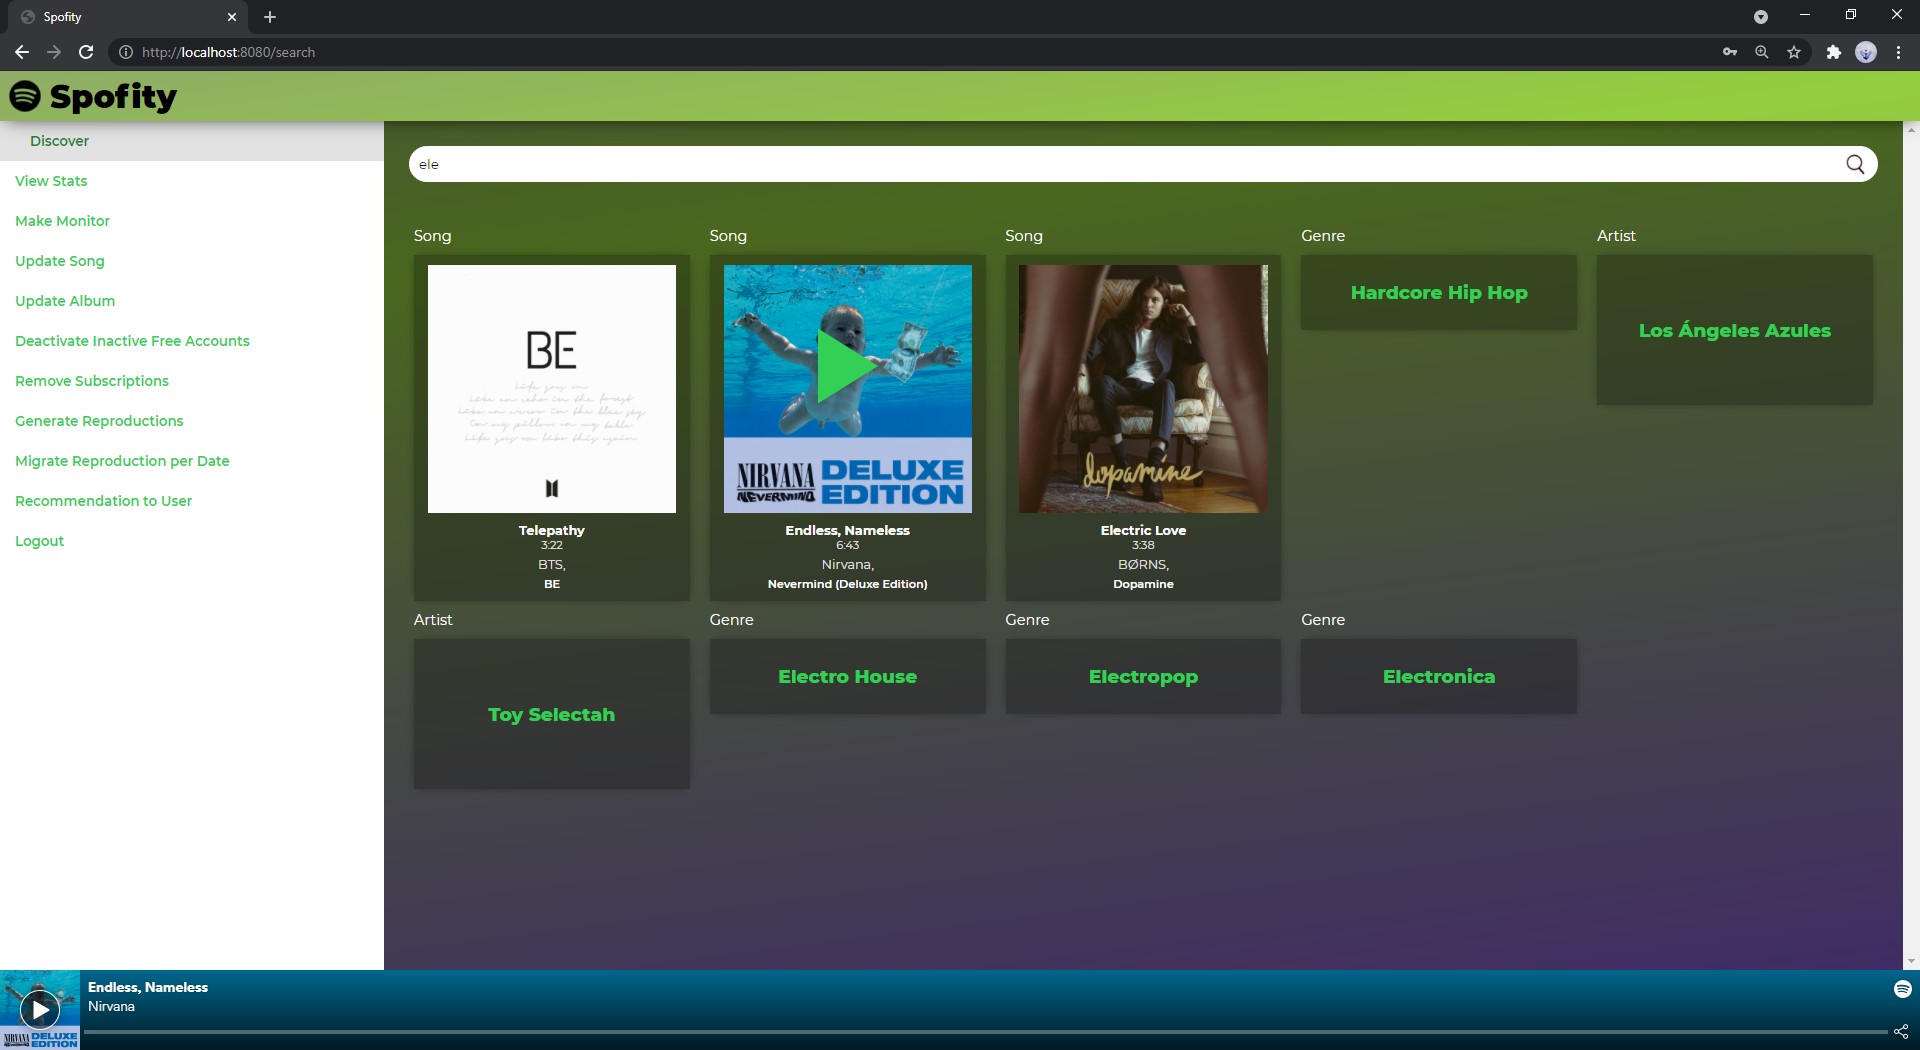 Spofity
http://localhost:8080/search
Spofity
Discover
View Stats
Make Monitor
Update Song
Update Album
Deactivate Inactive Free Accounts
Remove Subscriptions
Generate Reproductions
Migrate Reproduction per Date
Recommendation to User
Logout
ele
Song
BE
Telepathy
3:22
BTS,
BE
Song
NIRVANA
NEVERMIND
DELUXE
EDITION
Endless, Nameless
6:43
Nirvana,
Nevermind (Deluxe Edition)
Song
dopamine
Electric Love
3:38
BØRNS,
Dopamine
Genre
Hardcore Hip Hop
Artist
Los Ángeles Azules
Artist
Toy Selectah
Genre
Electro House
Genre
Electropop
Genre
Electronica
NIRVANA
DELUXE
EDITION
Endless, Nameless
Nirvana